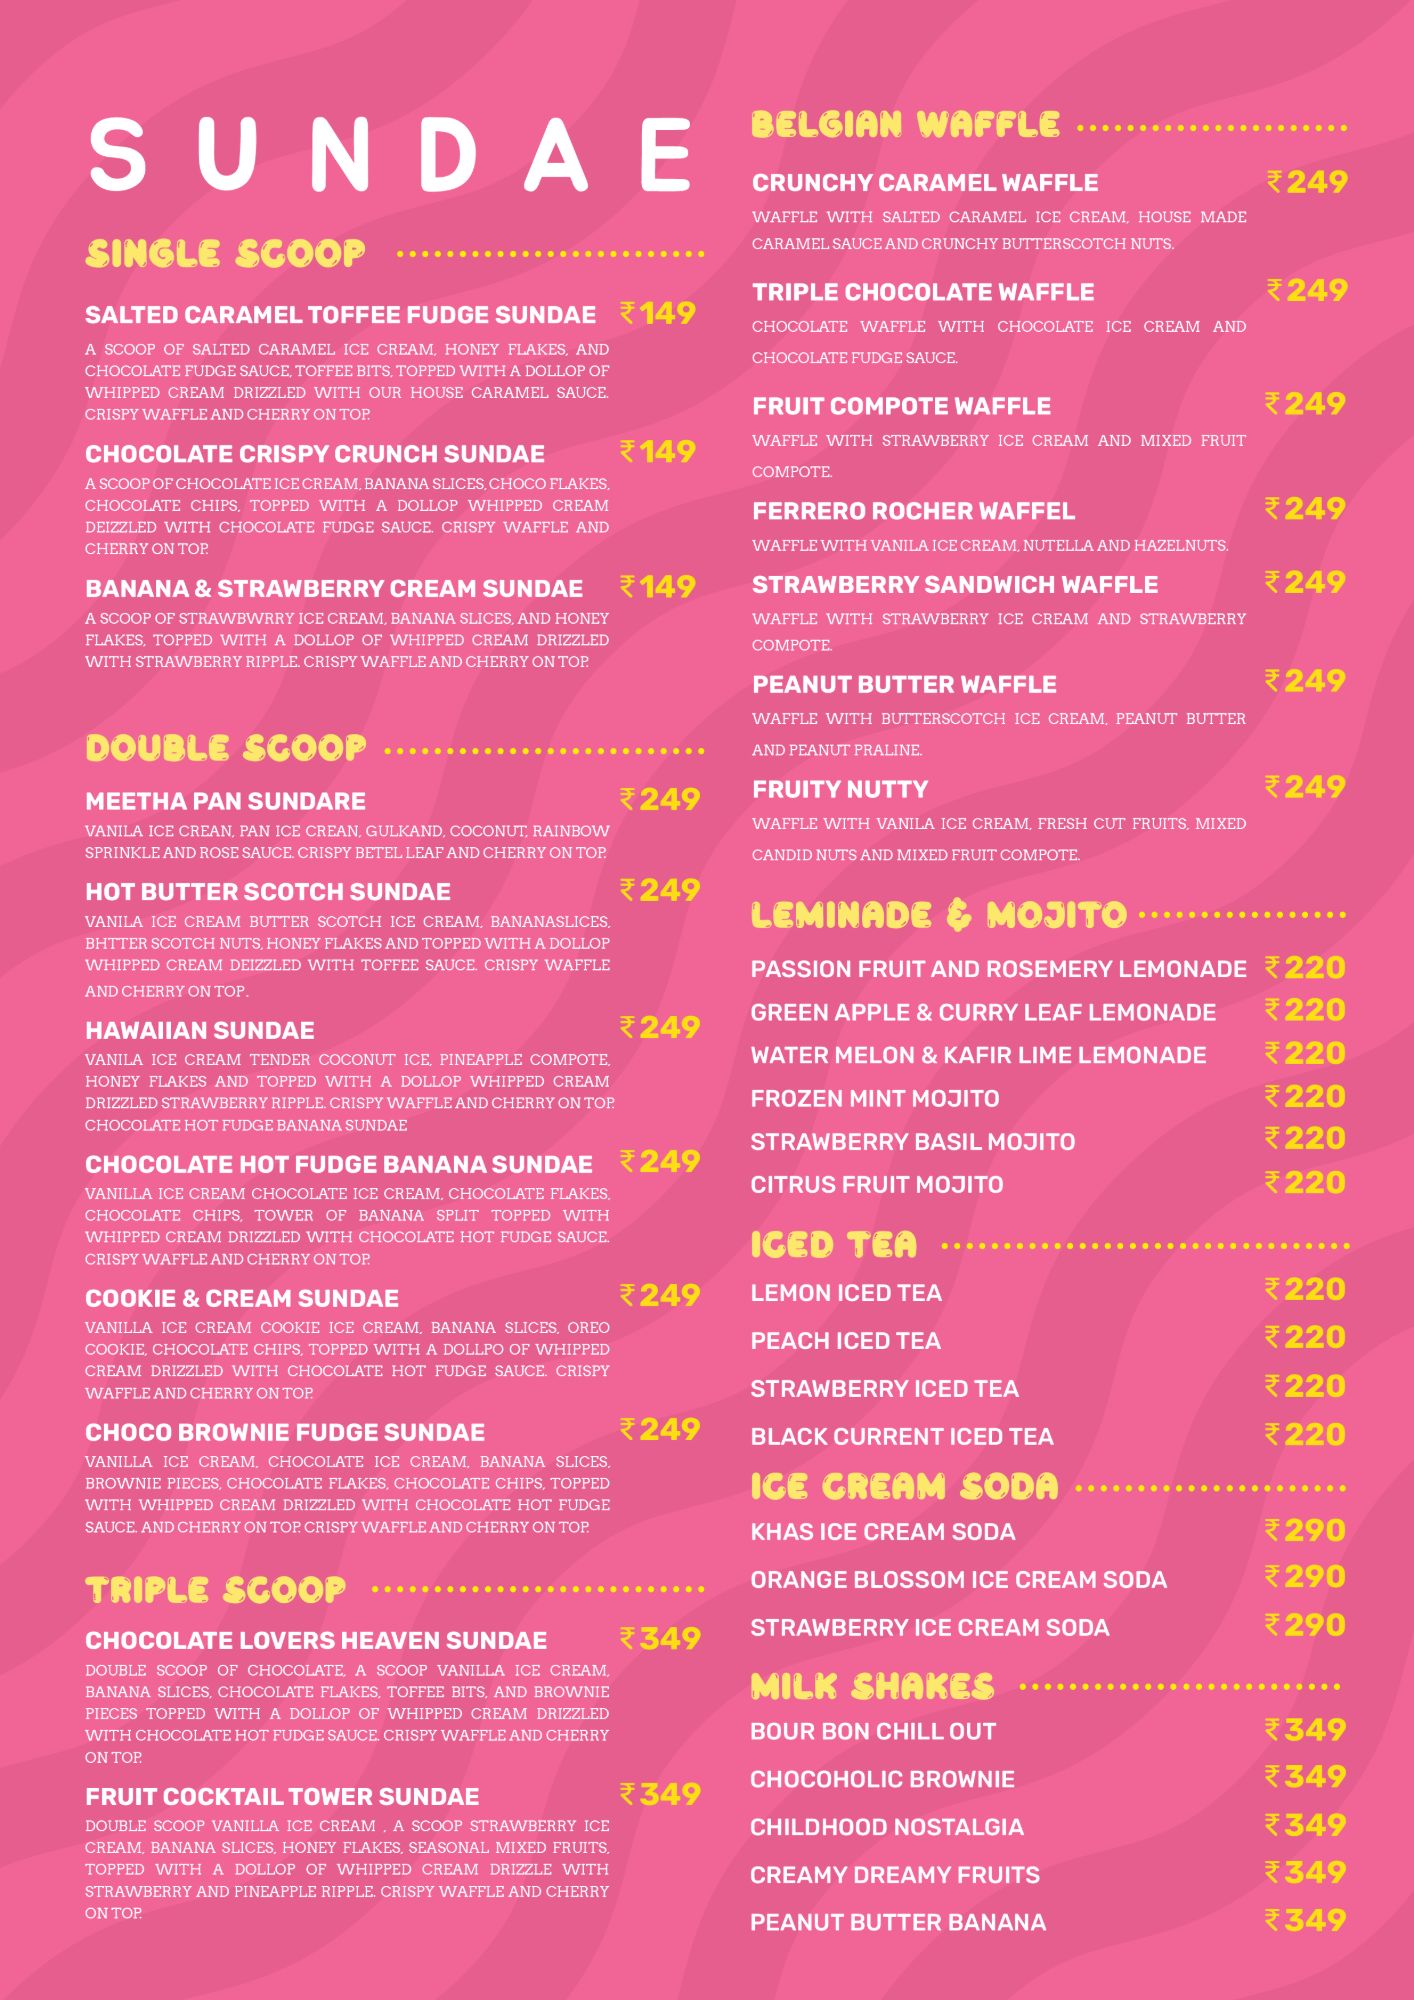 SUNDAE
SINGLE SCOOP
SALTED CARAMEL TOFFEE FUDGE SUNDAE ₹149
A SCOOP OF SALTED CARAMEL ICE CREAM, HONEY FLAKES, AND
CHOCOLATE FUDGE SAUCE, TOFFEE BITS, TOPPED WITH A DOLLOP OF
WHIPPED CREAM DRIZZLED WITH OUR HOUSE CARAMEL SAUCE.
CRISPY WAFFLE AND CHERRY ON TOP.
CHOCOLATE CRISPY CRUNCH SUNDAE ₹149
A SCOOP OF CHOCOLATE ICE CREAM, BANANA SLICES, CHOCO FLAKES,
CHOCOLATE CHIPS, TOPPED WITH A DOLLOP WHIPPED CREAM
DEIZZLED WITH CHOCOLATE FUDGE SAUCE. CRISPY WAFFLE AND
CHERRY ON TOP.
BANANA & STRAWBERRY CREAM SUNDAE ₹149
A SCOOP OF STRAWBWRRY ICE CREAM, BANANA SLICES, AND HONEY
FLAKES, TOPPED WITH A DOLLOP OF WHIPPED CREAM DRIZZLED
WITH STRAWBERRY RIPPLE. CRISPY WAFFLE AND CHERRY ON TOP.
DOUBLE SCOOP
MEETHA PAN SUNDARE ₹249
VANILA ICE CREAN, PAN ICE CREAN, GULKAND, COCONUT, RAINBOW
SPRINKLE AND ROSE SAUCE. CRISPY BETEL LEAF AND CHERRY ON TOP.
HOT BUTTER SCOTCH SUNDAE ₹249
VANILA ICE CREAM BUTTER SCOTCH ICE CREAM, BANANASLICES,
BHTTER SCOTCH NUTS, HONEY FLAKES AND TOPPED WITH A DOLLOP
WHIPPED CREAM DEIZZLED WITH TOFFEE SAUCE. CRISPY WAFFLE
AND CHERRY ON TOP.
HAWAIIAN SUNDAE ₹249
VANILA ICE CREAM TENDER COCONUT ICE, PINEAPPLE COMPOTE,
HONEY FLAKES AND TOPPED WITH A DOLLOP WHIPPED CREAM
DRIZZLED STRAWBERRY RIPPLE. CRISPY WAFFLE AND CHERRY ON TOP.
CHOCOLATE HOT FUDGE BANANA SUNDAE
CHOCOLATE HOT FUDGE BANANA SUNDAE ₹249
VANILLA ICE CREAM CHOCOLATE ICE CREAM, CHOCOLATE FLAKES,
CHOCOLATE CHIPS, TOWER OF BANANA SPLIT TOPPED WITH
WHIPPED CREAM DRIZZLED WITH CHOCOLATE HOT FUDGE SAUCE.
CRISPY WAFFLE AND CHERRY ON TOP.
COOKIE & CREAM SUNDAE ₹249
VANILLA ICE CREAM COOKIE ICE CREAM, BANANA SLICES, OREO
COOKIE, CHOCOLATE CHIPS, TOPPED WITH A DOLLPO OF WHIPPED
CREAM DRIZZLED WITH CHOCOLATE HOT FUDGE SAUCE. CRISPY
WAFFLE AND CHERRY ON TOP.
CHOCO BROWNIE FUDGE SUNDAE ₹249
VANILLA ICE CREAM, CHOCOLATE ICE CREAM, BANANA SLICES,
BROWNIE PIECES, CHOCOLATE FLAKES, CHOCOLATE CHIPS, TOPPED
WITH WHIPPED CREAM DRIZZLED WITH CHOCOLATE HOT FUDGE
SAUCE. AND CHERRY ON TOP. CRISPY WAFFLE AND CHERRY ON TOP.
TRIPLE SCOOP
CHOCOLATE LOVERS HEAVEN SUNDAE ₹349
DOUBLE SCOOP OF CHOCOLATE, A SCOOP VANILLA ICE CREAM,
BANANA SLICES, CHOCOLATE FLAKES, TOFFEE BITS, AND BROWNIE
PIECES TOPPED WITH A DOLLOP OF WHIPPED CREAM DRIZZLED
WITH CHOCOLATE HOT FUDGE SAUCE. CRISPY WAFFLE AND CHERRY
ON TOP.
FRUIT COCKTAIL TOWER SUNDAE ₹349
DOUBLE SCOOP VANILLA ICE CREAM , A SCOOP STRAWBERRY ICE
CREAM, BANANA SLICES, HONEY FLAKES, SEASONAL MIXED FRUITS,
TOPPED WITH A DOLLOP OF WHIPPED CREAM DRIZZLE WITH
STRAWBERRY AND PINEAPPLE RIPPLE. CRISPY WAFFLE AND CHERRY
ON TOP.
BELGIAN WAFFLE
CRUNCHY CARAMEL WAFFLE ₹249
WAFFLE WITH SALTED CARAMEL ICE CREAM, HOUSE MADE
CARAMEL SAUCE AND CRUNCHY BUTTERSCOTCH NUTS.
TRIPLE CHOCOLATE WAFFLE ₹249
CHOCOLATE WAFFLE WITH CHOCOLATE ICE CREAM AND
CHOCOLATE FUDGE SAUCE.
FRUIT COMPOTE WAFFLE ₹249
WAFFLE WITH STRAWBERRY ICE CREAM AND MIXED FRUIT
COMPOTE.
FERRERO ROCHER WAFFEL ₹249
WAFFLE WITH VANILA ICE CREAM, NUTELLA AND HAZELNUTS.
STRAWBERRY SANDWICH WAFFLE ₹249
WAFFLE WITH STRAWBERRY ICE CREAM AND STRAWBERRY
COMPOTE.
PEANUT BUTTER WAFFLE ₹249
WAFFLE WITH BUTTERSCOTCH ICE CREAM, PEANUT BUTTER
AND PEANUT PRALINE.
FRUITY NUTTY ₹249
WAFFLE WITH VANILA ICE CREAM, FRESH CUT FRUITS, MIXED
CANDID NUTS AND MIXED FRUIT COMPOTE.
LEMINADE & MOJITO
PASSION FRUIT AND ROSEMERY LEMONADE ₹220
GREEN APPLE & CURRY LEAF LEMONADE ₹220
WATER MELON & KAFIR LIME LEMONADE ₹220
FROZEN MINT MOJITO ₹220
STRAWBERRY BASIL MOJITO ₹220
CITRUS FRUIT MOJITO ₹220
ICED TEA
LEMON ICED TEA ₹220
PEACH ICED TEA ₹220
STRAWBERRY ICED TEA ₹220
BLACK CURRENT ICED TEA ₹220
ICE CREAM SODA
KHAS ICE CREAM SODA ₹290
ORANGE BLOSSOM ICE CREAM SODA ₹290
STRAWBERRY ICE CREAM SODA ₹290
MILK SHAKES
BOUR BON CHILL OUT ₹349
CHOCOHOLIC BROWNIE ₹349
CHILDHOOD NOSTALGIA ₹349
CREAMY DREAMY FRUITS ₹349
PEANUT BUTTER BANANA ₹349